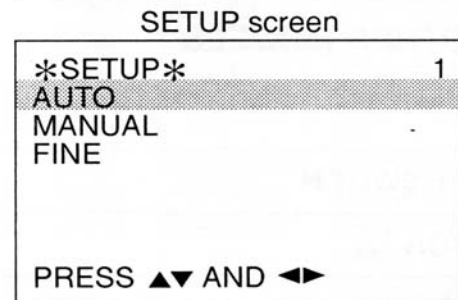 SETUP screen
✻SETUP✻ 1
AUTO
MANUAL
FINE
PRESS ▲▼ AND ◀▶